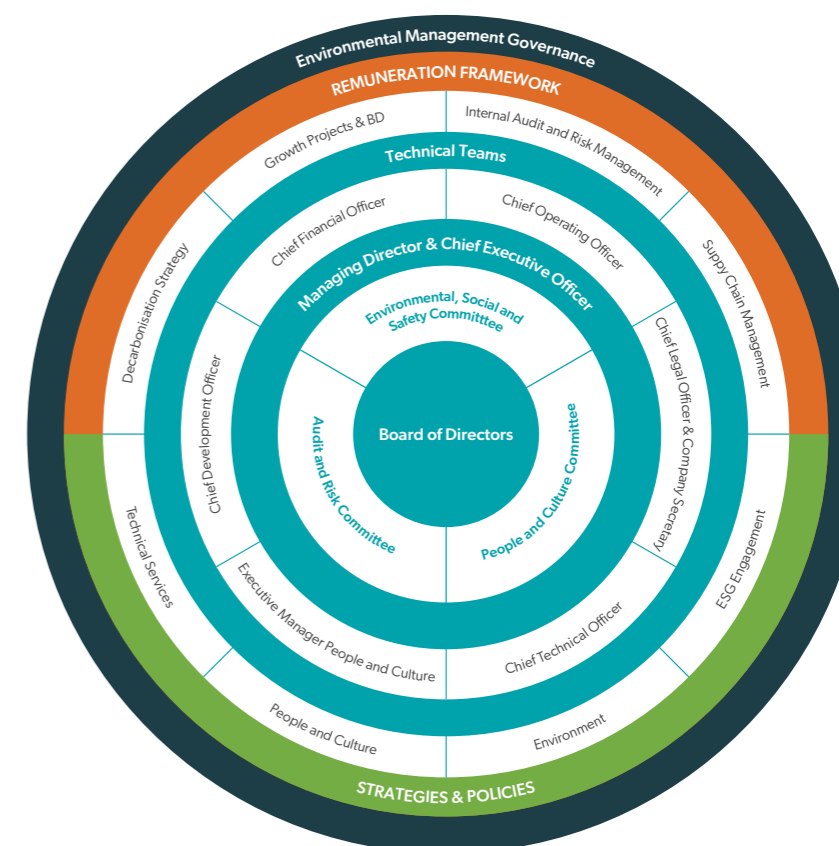 Environmental Management Governance
REMUNERATION FRAMEWORK
Growth Projects & BD
Internal Audit and Risk Management
Decarbonisation Strategy
Suppy Chain Management
Technical Teams
Chief Financial Officer
Chief Operating Officer
Managing Director & Chief Executive Officer
Environmental, Social and
Safety Committtee
Chief Development Officer
Chief Legal Officer & Company Secretary
Board of Directors
Audit and Risk Committee
People and Culture Committee
Technical Services
ESG Engagement
Executive Manager People and Culture
Chief Technical Officer
People and Culture
Environment
STRATEGIES & POLICIES